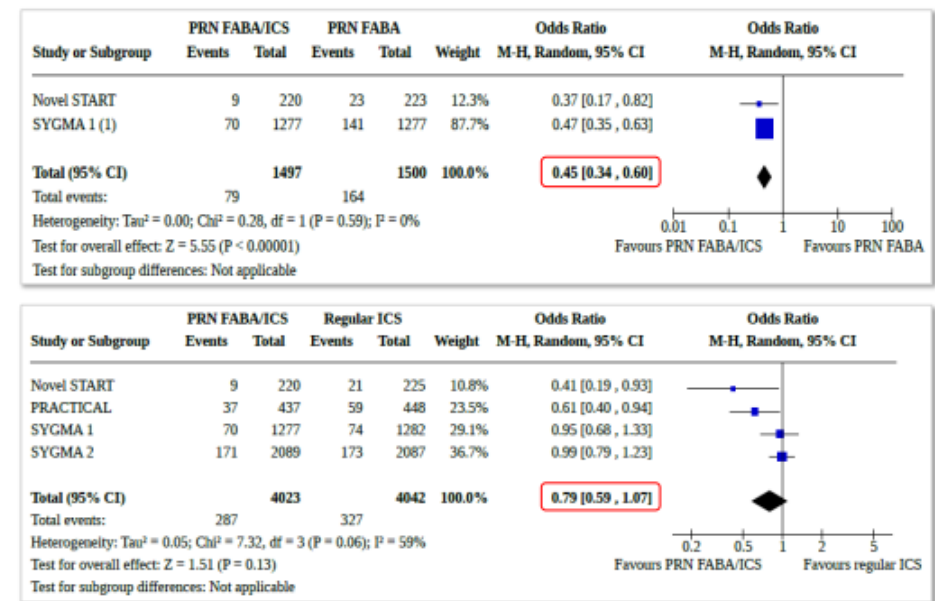 PRN FABA/ICS PRN FABA Odds Ratio Odds Ratio
Study or Subgroup Events Total Events Total Weight M-H, Random, 95% CI M-H, Random, 95% CI
Novel START 9 220 23 223 12.3% 0.37 [0.17 , 0.82]
SYGMA 1 (1) 70 1277 141 1277 87.7% 0.47 [0.35 , 0.63]
Total (95% CI) 1497 1500 100.0% 0.45 [0.34 , 0.60]
Total events: 79 164
Heterogeneity: Tau² = 0.00; Chi² = 0.28, df = 1 (P = 0.59); I² = 0%
0.01 0.1 1 10 100
Test for overall effect: Z = 5.55 (P < 0.00001) Favours PRN FABA/ICS Favours PRN FABA
Test for subgroup differences: Not applicable
PRN FABA/ICS Regular ICS Odds Ratio Odds Ratio
Study or Subgroup Events Total Events Total Weight M-H, Random, 95% CI M-H, Random, 95% CI
Novel START 9 220 21 225 10.8% 0.41 [0.19 , 0.93]
PRACTICAL 37 437 59 448 23.5% 0.61 [0.40 , 0.94]
SYGMA 1 70 1277 74 1282 29.1% 0.95 [0.68 , 1.33]
SYGMA 2 171 2089 173 2087 36.7% 0.99 [0.79 , 1.23]
Total (95% CI) 4023 4042 100.0% 0.79 [0.59 , 1.07]
Total events: 287 327
Heterogeneity: Tau² = 0.05; Chi² = 7.32, df = 3 (P = 0.06); I² = 59%
0.2 0.5 1 2 5
Test for overall effect: Z = 1.51 (P = 0.13) Favours PRN FABA/ICS Favours regular ICS
Test for subgroup differences: Not applicable